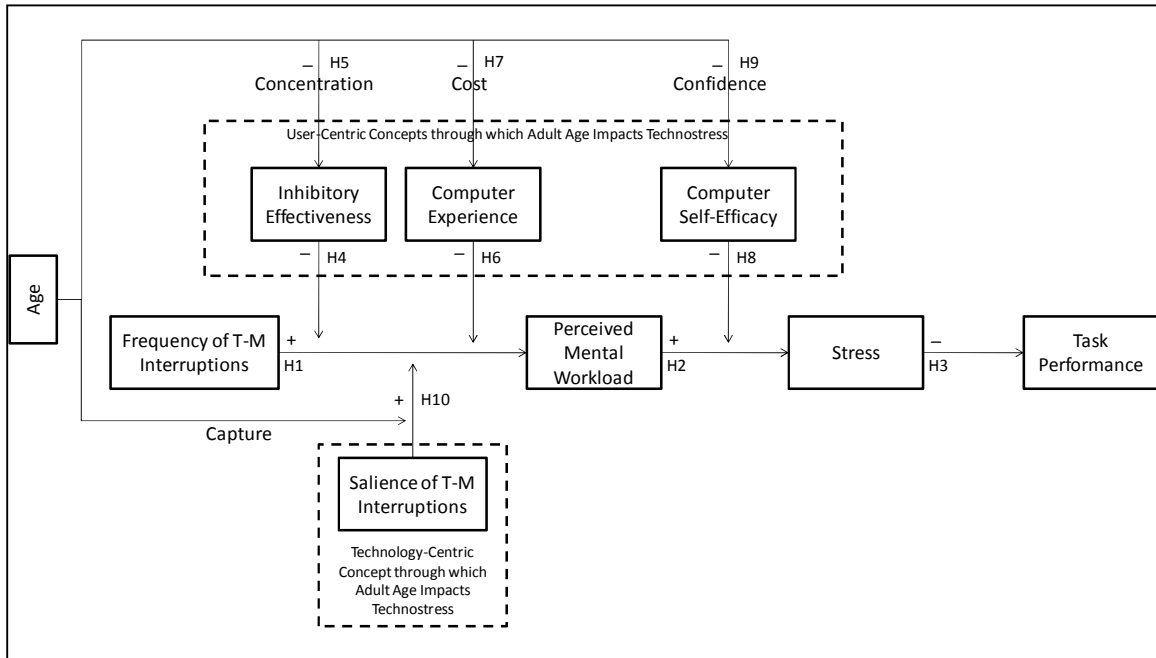 – H5
Concentration
– H7
Cost
– H9
Confidence
User-Centric Concepts through which Adult Age Impacts Technostress
Inhibitory
Effectiveness
Computer
Experience
Computer
Self-Efficacy
– H4
– H6
– H8
Age
Frequency of T-M
Interruptions
+
H1
Perceived
Mental
Workload
+
H2
Stress
–
H3
Task
Performance
+ H10
Capture
Salience of T-M
Interruptions
Technology-Centric
Concept through which
Adult Age Impacts
Technostress